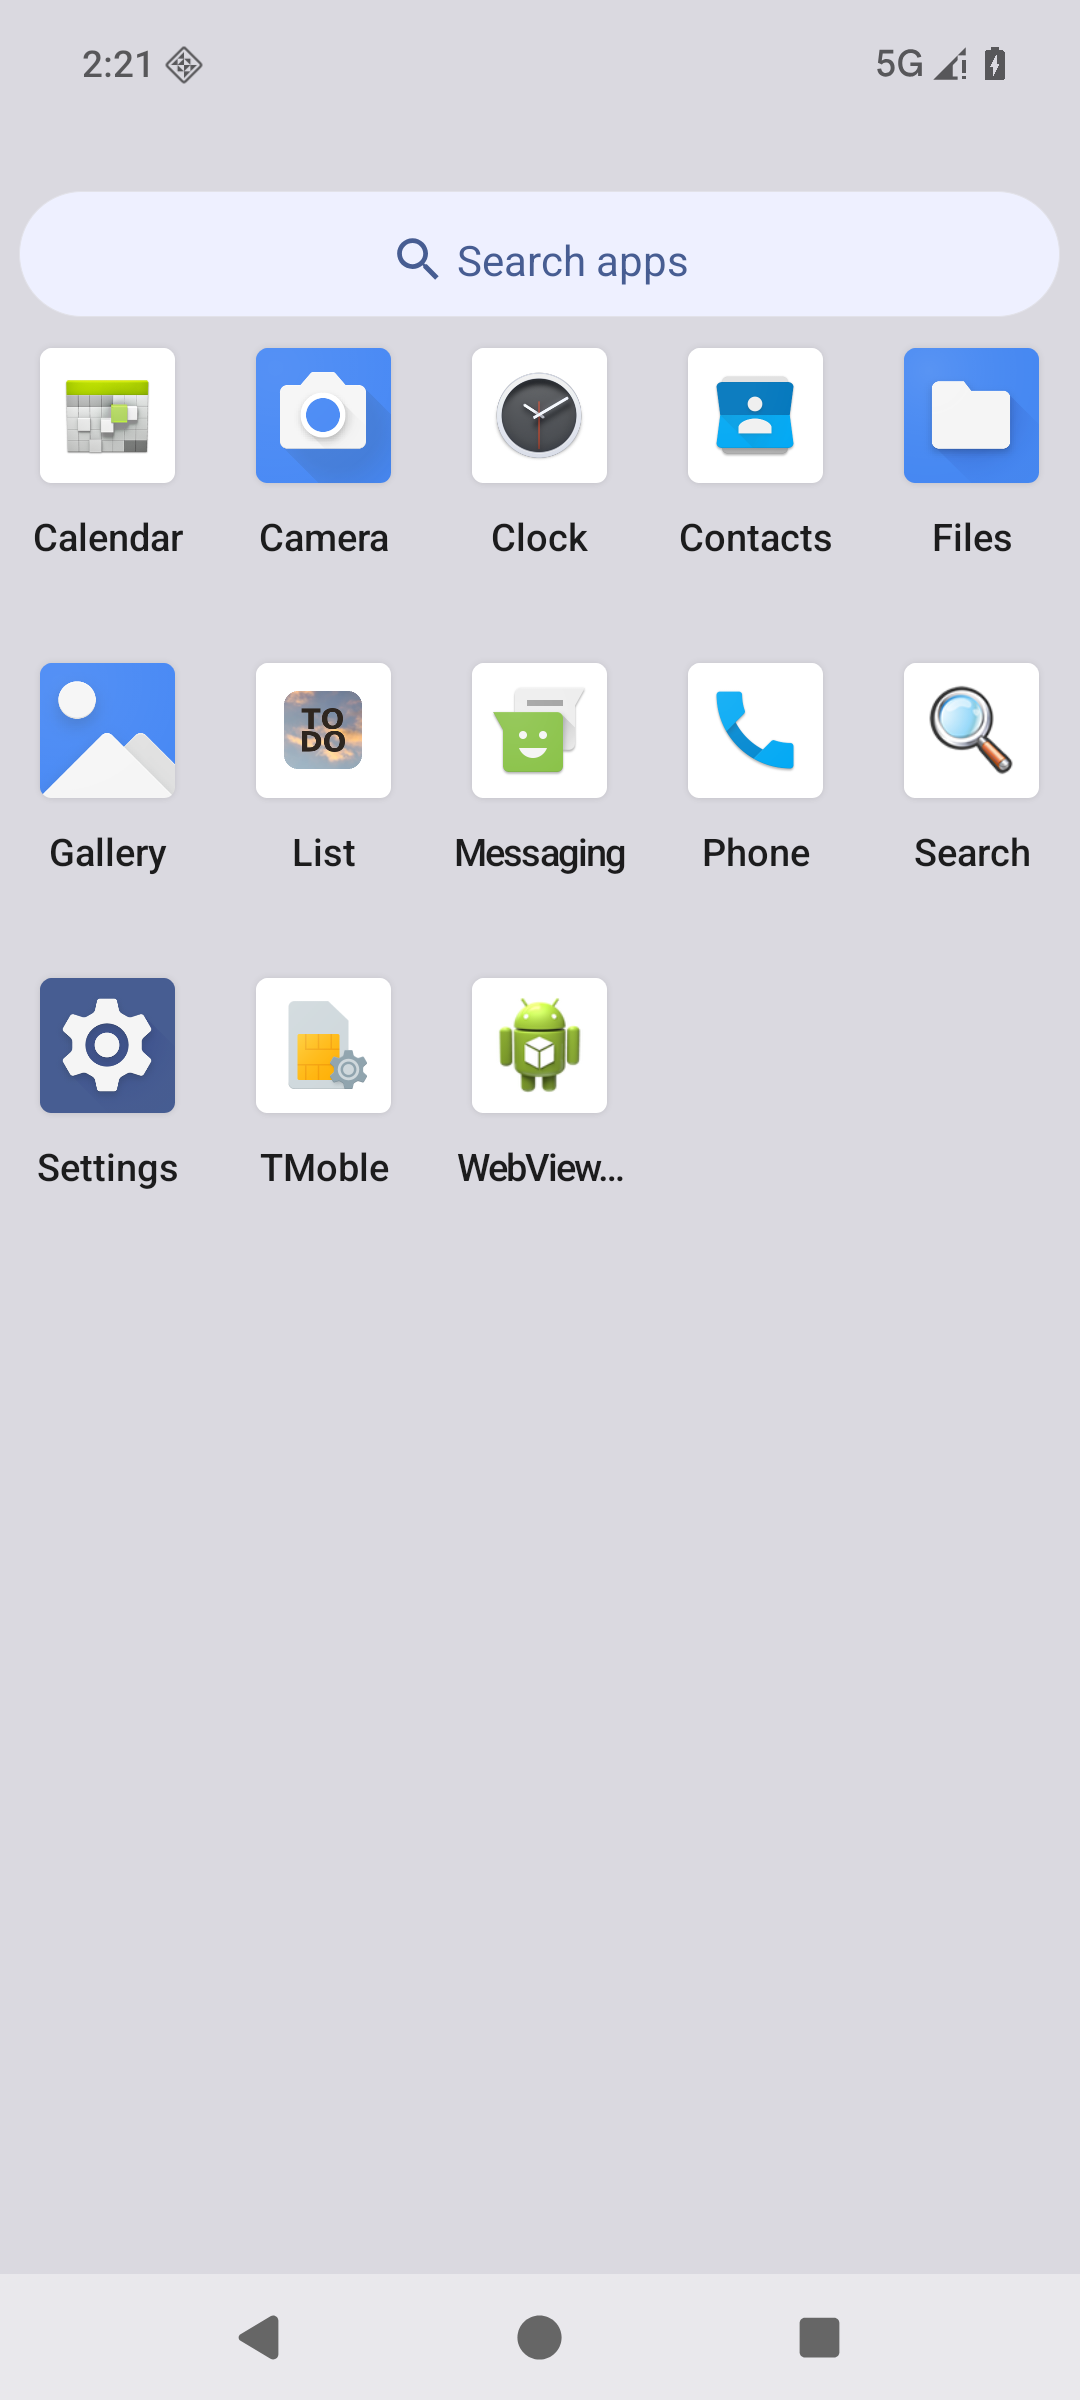 2:21 5G
Search apps
Calendar Camera Clock Contacts Files
TO
DO
Gallery List Messaging Phone Search
Settings TMoble WebView...